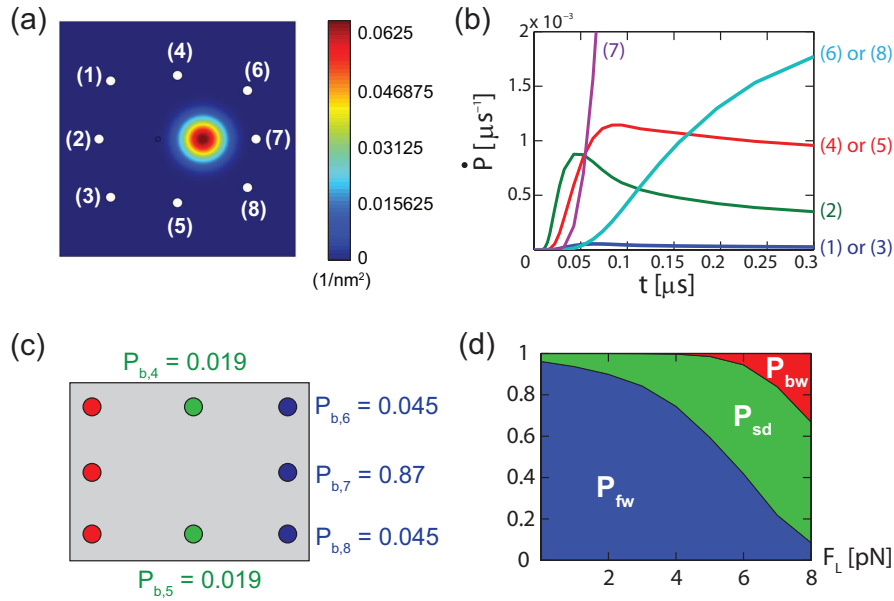 (a)
(1)
(2)
(3)
(4)
(5)
(6)
(7)
(8)
0.0625
0.046875
0.03125
0.015625
0
(1/nm²)
(b)
2 × 10⁻³
1.5
1
0.5
0
Ṗ [μs⁻¹]
0.05
0.1
0.15
0.2
0.25
0.3
t [μs]
(7)
(6) or (8)
(4) or (5)
(2)
(1) or (3)
(c)
P_b,4 = 0.019
P_b,6 = 0.045
P_b,7 = 0.87
P_b,8 = 0.045
P_b,5 = 0.019
(d)
1
0.8
0.6
0.4
0.2
0
P_bw
P_sd
P_fw
2
4
6
8
F_L [pN]